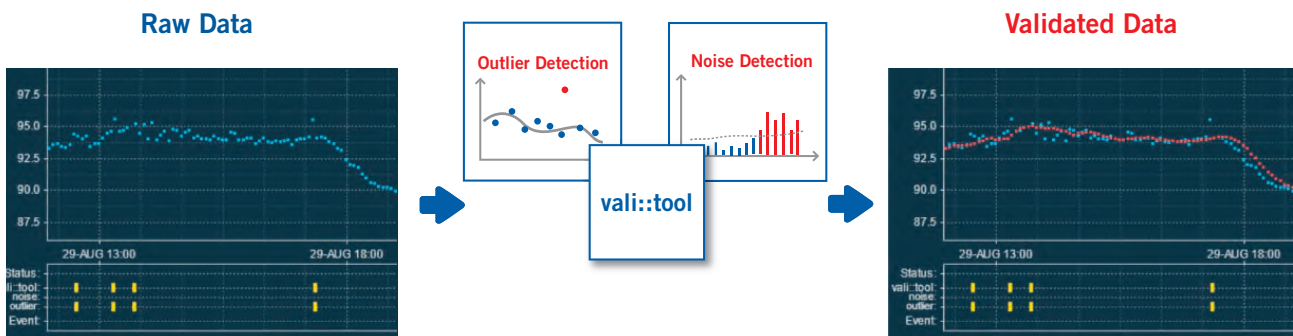 Raw Data
Validated Data
Outlier Detection
Noise Detection
vali::tool
97.5
95.0
92.5
90.0
87.5
29-AUG 13:00
29-AUG 18:00
Status:
li::tool:
noise:
outlier:
Event:
97.5
95.0
92.5
90.0
87.5
29-AUG 13:00
29-AUG 18:00
Status:
vali::tool:
noise:
outlier:
Event: